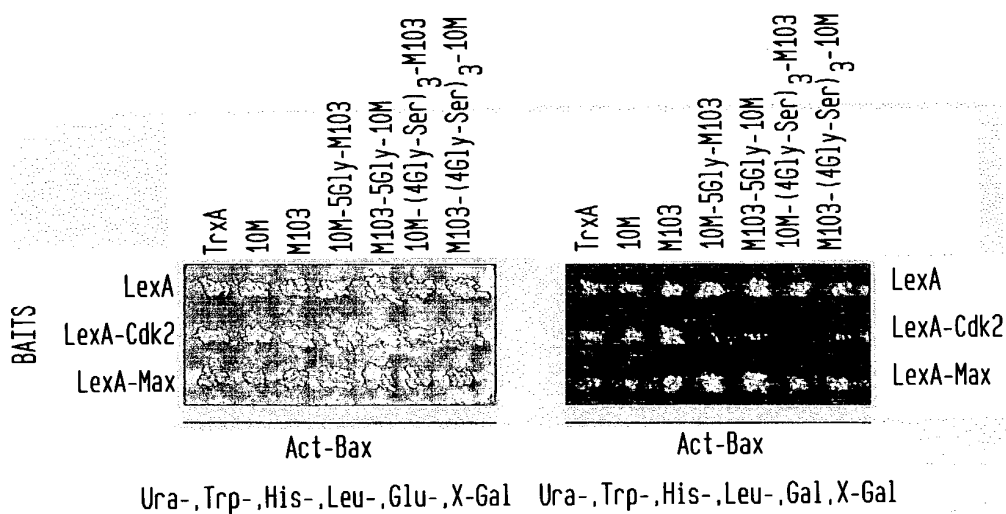 TrxA
10M
M103
10M-5Gly-M103
M103-5Gly-10M
10M-(4Gly-Ser)3-M103
M103-(4Gly-Ser)3-10M
TrxA
10M
M103
10M-5Gly-M103
M103-5Gly-10M
10M-(4Gly-Ser)3-M103
M103-(4Gly-Ser)3-10M
BAITS
LexA
LexA
LexA-Cdk2
LexA-Cdk2
LexA-Max
LexA-Max
Act-Bax
Act-Bax
Ura-,Trp-,His-,Leu-,Glu-,X-Gal
Ura-,Trp-,His-,Leu-,Gal,X-Gal